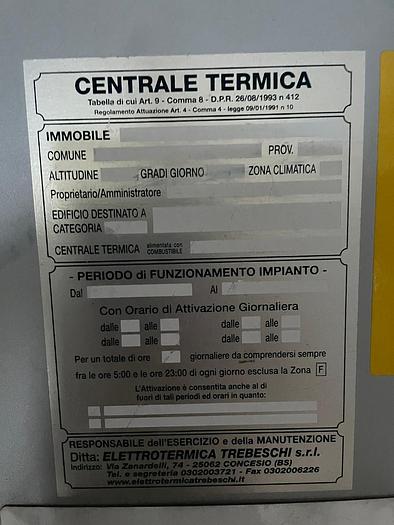 CENTRALE TERMICA
Tabella di cui Art. 9 - Comma 8 - D.P.R. 26/08/1993 n 412
Regolamento Attuazione Art. 4 - Comma 4 - legge 09/01/1991 n 10
IMMOBILE
COMUNE PROV.
ALTITUDINE GRADI GIORNO ZONA CLIMATICA
Proprietario/Amministratore
EDIFICIO DESTINATO A
CATEGORIA
CENTRALE TERMICA alimentata con COMBUSTIBILE
- PERIODO di FUNZIONAMENTO IMPIANTO -
Dal Al
Con Orario di Attivazione Giornaliera
dalle alle dalle alle
dalle alle dalle alle
Per un totale di ore giornaliere da comprendersi sempre
fra le ore 5:00 e le ore 23:00 di ogni giorno esclusa la Zona F
L'Attivazione è consentita anche al di
fuori di tali periodi ed orari in quanto:
RESPONSABILE dell'ESERCIZIO e della MANUTENZIONE
Ditta: ELETTROTERMICA TREBESCHI s.r.l.
Indirizzo: Via Zanardelli, 74 - 25062 CONCESIO (BS)
Tel. e segreteria 0302003721 - Fax 0302006226
www.elettrotermicatrebeschi.it